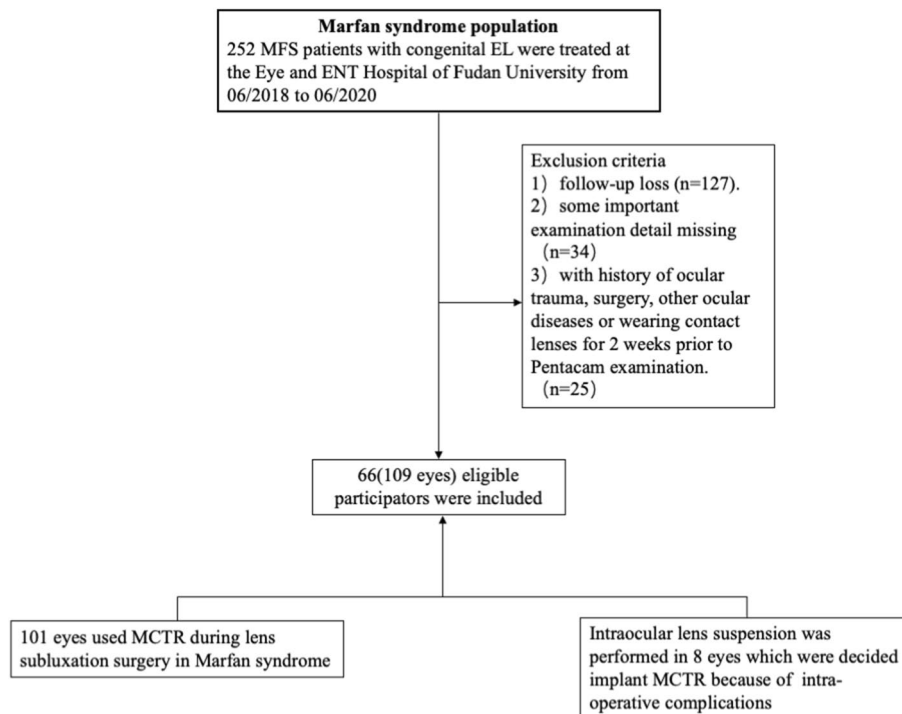 Marfan syndrome population
252 MFS patients with congenital EL were treated at
the Eye and ENT Hospital of Fudan University from
06/2018 to 06/2020
Exclusion criteria
1) follow-up loss (n=127).
2) some important
examination detail missing
(n=34)
3) with history of ocular
trauma, surgery, other ocular
diseases or wearing contact
lenses for 2 weeks prior to
Pentacam examination.
(n=25)
66(109 eyes) eligible
participators were included
101 eyes used MCTR during lens
subluxation surgery in Marfan syndrome
Intraocular lens suspension was
performed in 8 eyes which were decided
implant MCTR because of intra-
operative complications